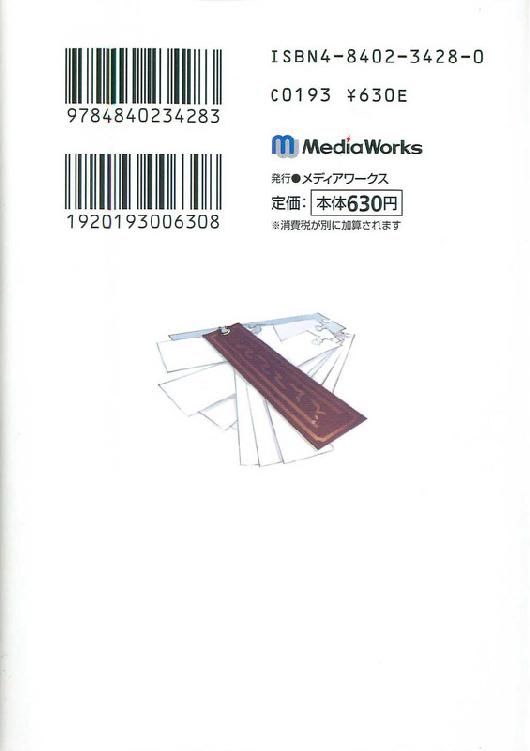 ISBN4-8402-3428-0
C0193 ¥630E
9784840234283
MediaWorks
発行●メディアワークス
定価: 本体630円
※消費税が別に加算されます
1920193006308